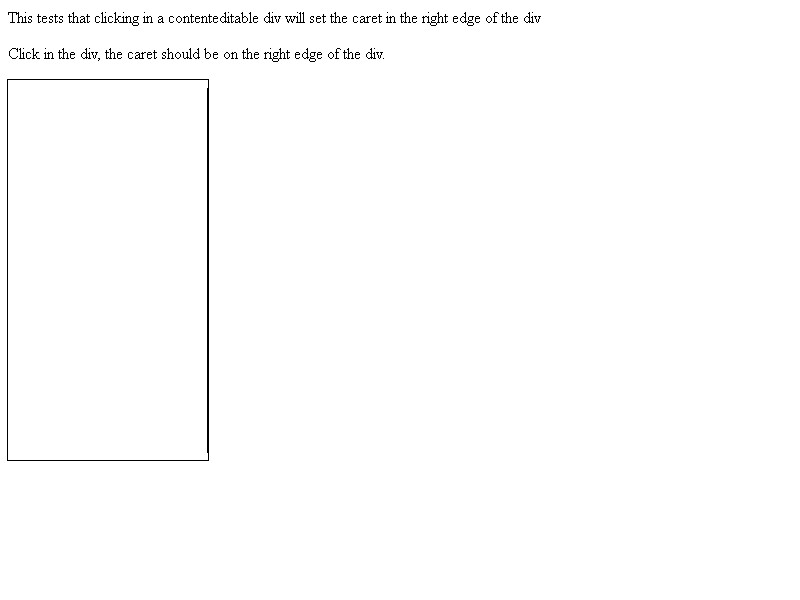 This tests that clicking in a contenteditable div will set the caret in the right edge of the div
Click in the div, the caret should be on the right edge of the div.